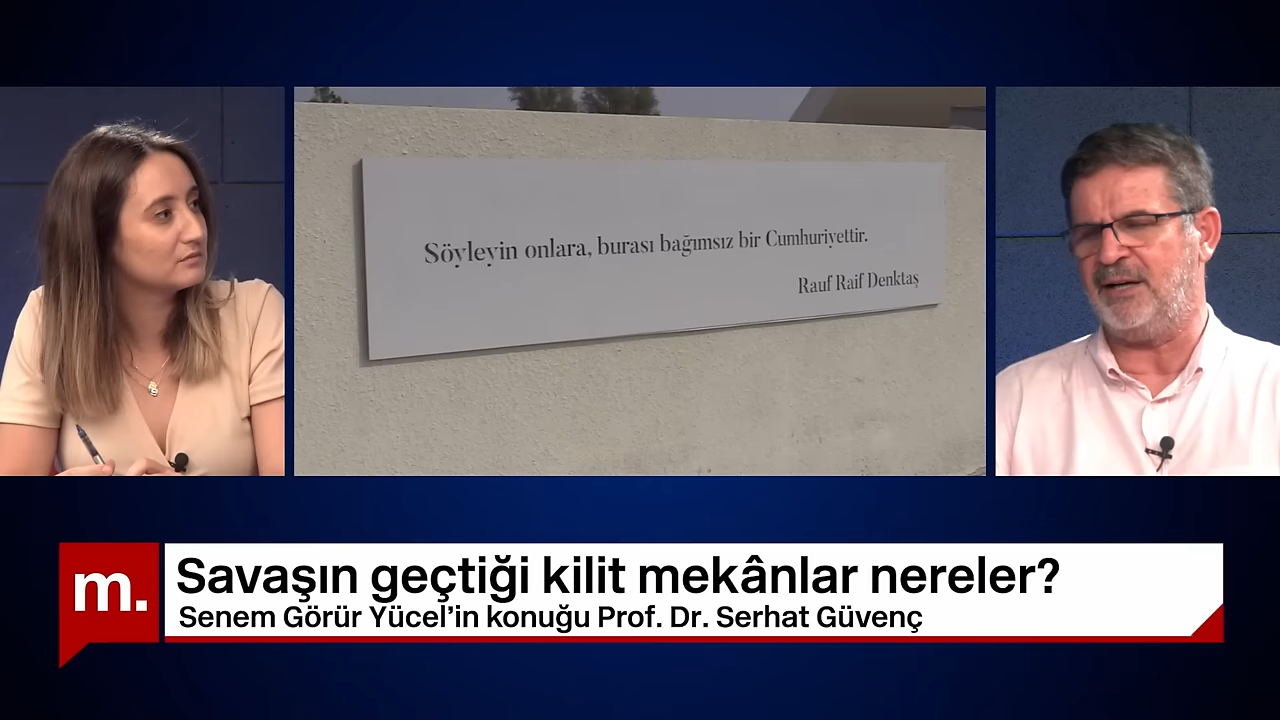 Söyleyin onlara, burası bağımsız bir Cumhuriyettir.
Rauf Raif Denktaş
m.
Savaşın geçtiği kilit mekânlar nereler?
Senem Görür Yücel'in konuğu Prof. Dr. Serhat Güvenç